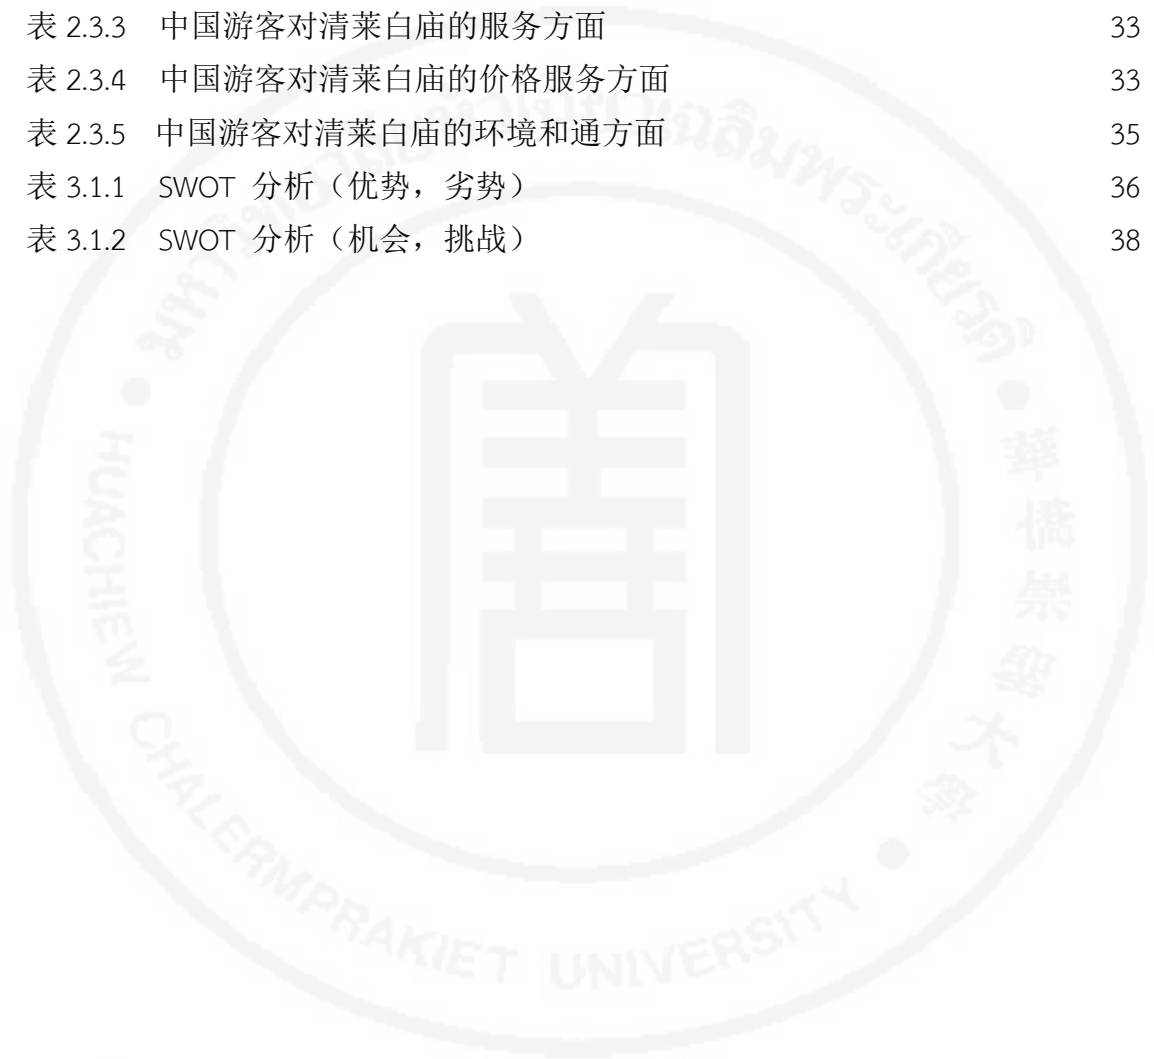 表 2.3.3 中国游客对清莱白庙的服务方面 33
表 2.3.4 中国游客对清莱白庙的价格服务方面 33
表 2.3.5 中国游客对清莱白庙的环境和通方面 35
表 3.1.1 SWOT 分析（优势，劣势） 36
表 3.1.2 SWOT 分析（机会，挑战） 38
HUACHIEW CHALERMPRAKIET UNIVERSITY
華僑崇聖大學